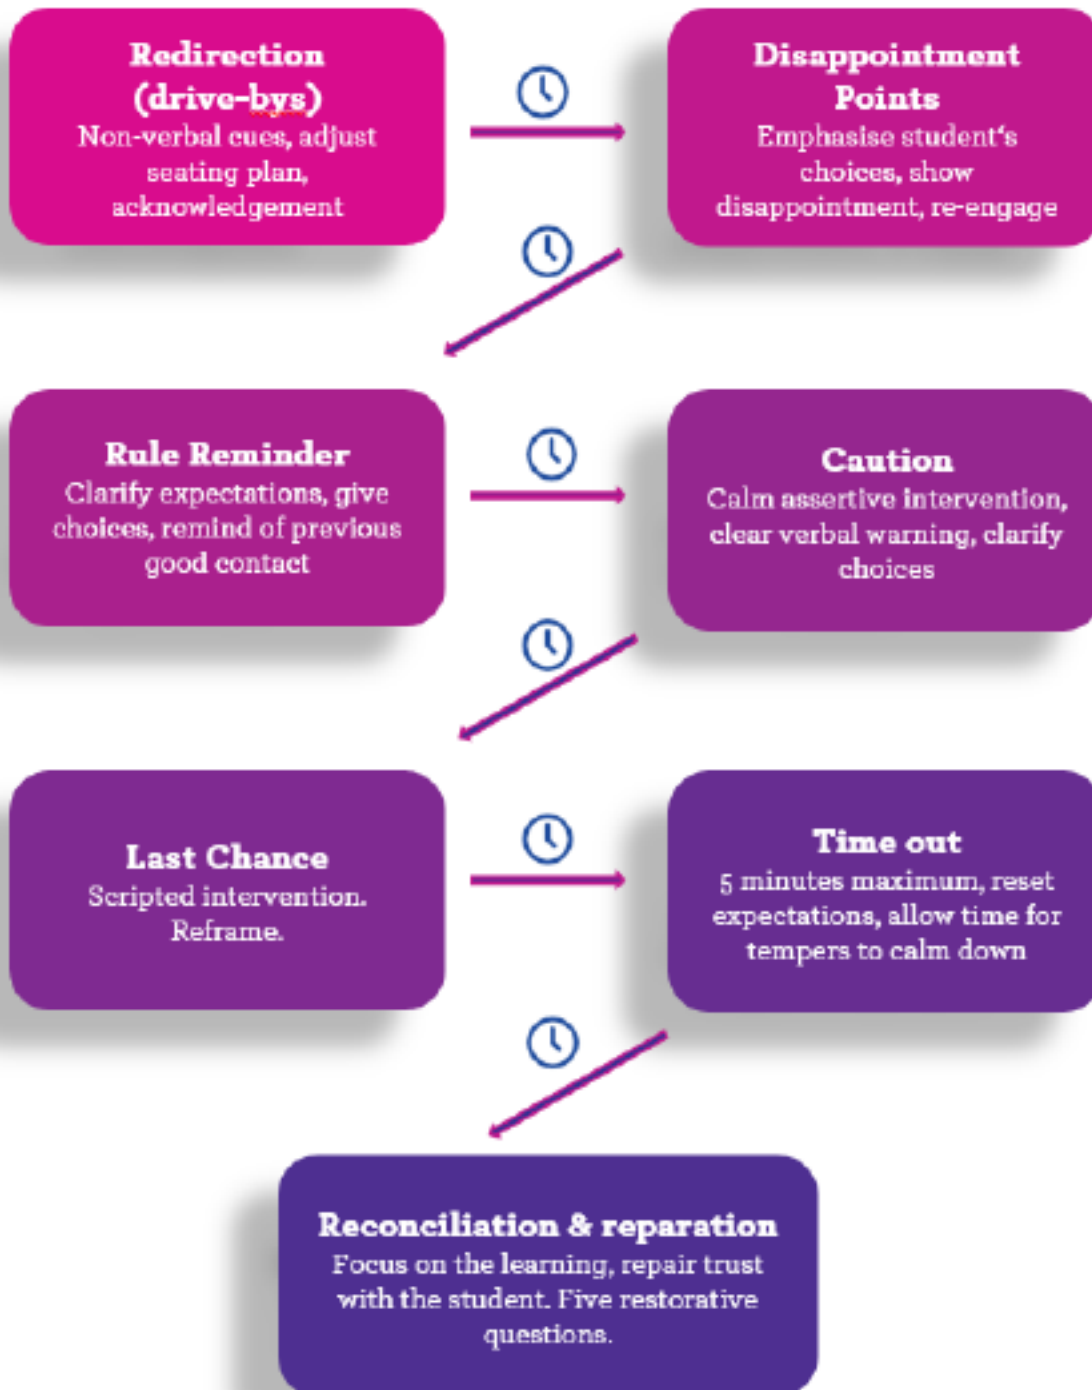 Redirection
(drive-bys)
Non-verbal cues, adjust
seating plan,
acknowledgement
Disappointment
Points
Emphasise student's
choices, show
disappointment, re-engage
Rule Reminder
Clarify expectations, give
choices, remind of previous
good contact
Caution
Calm assertive intervention,
clear verbal warning, clarify
choices
Last Chance
Scripted intervention.
Reframe.
Time out
5 minutes maximum, reset
expectations, allow time for
tempers to calm down
Reconciliation & reparation
Focus on the learning, repair trust
with the student. Five restorative
questions.